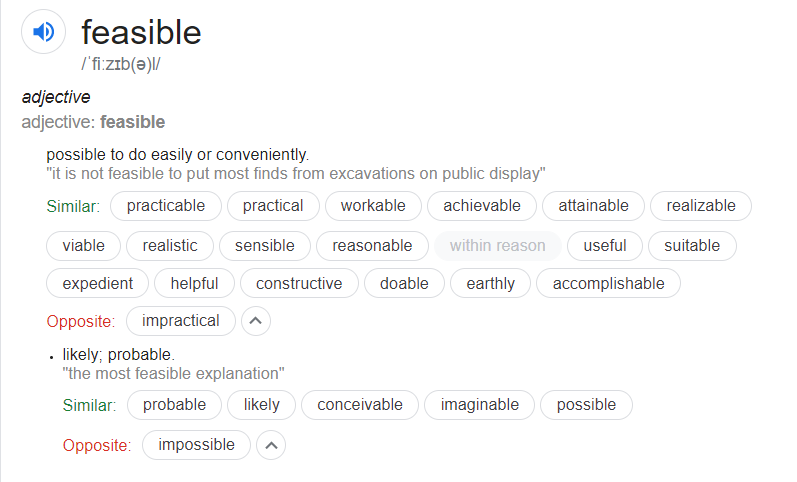 feasible
/ˈfiːzɪb(ə)l/
adjective
adjective: feasible
possible to do easily or conveniently.
"it is not feasible to put most finds from excavations on public display"
Similar: practicable practical workable achievable attainable realizable
viable realistic sensible reasonable within reason useful suitable
expedient helpful constructive doable earthly accomplishable
Opposite: impractical
• likely; probable.
"the most feasible explanation"
Similar: probable likely conceivable imaginable possible
Opposite: impossible